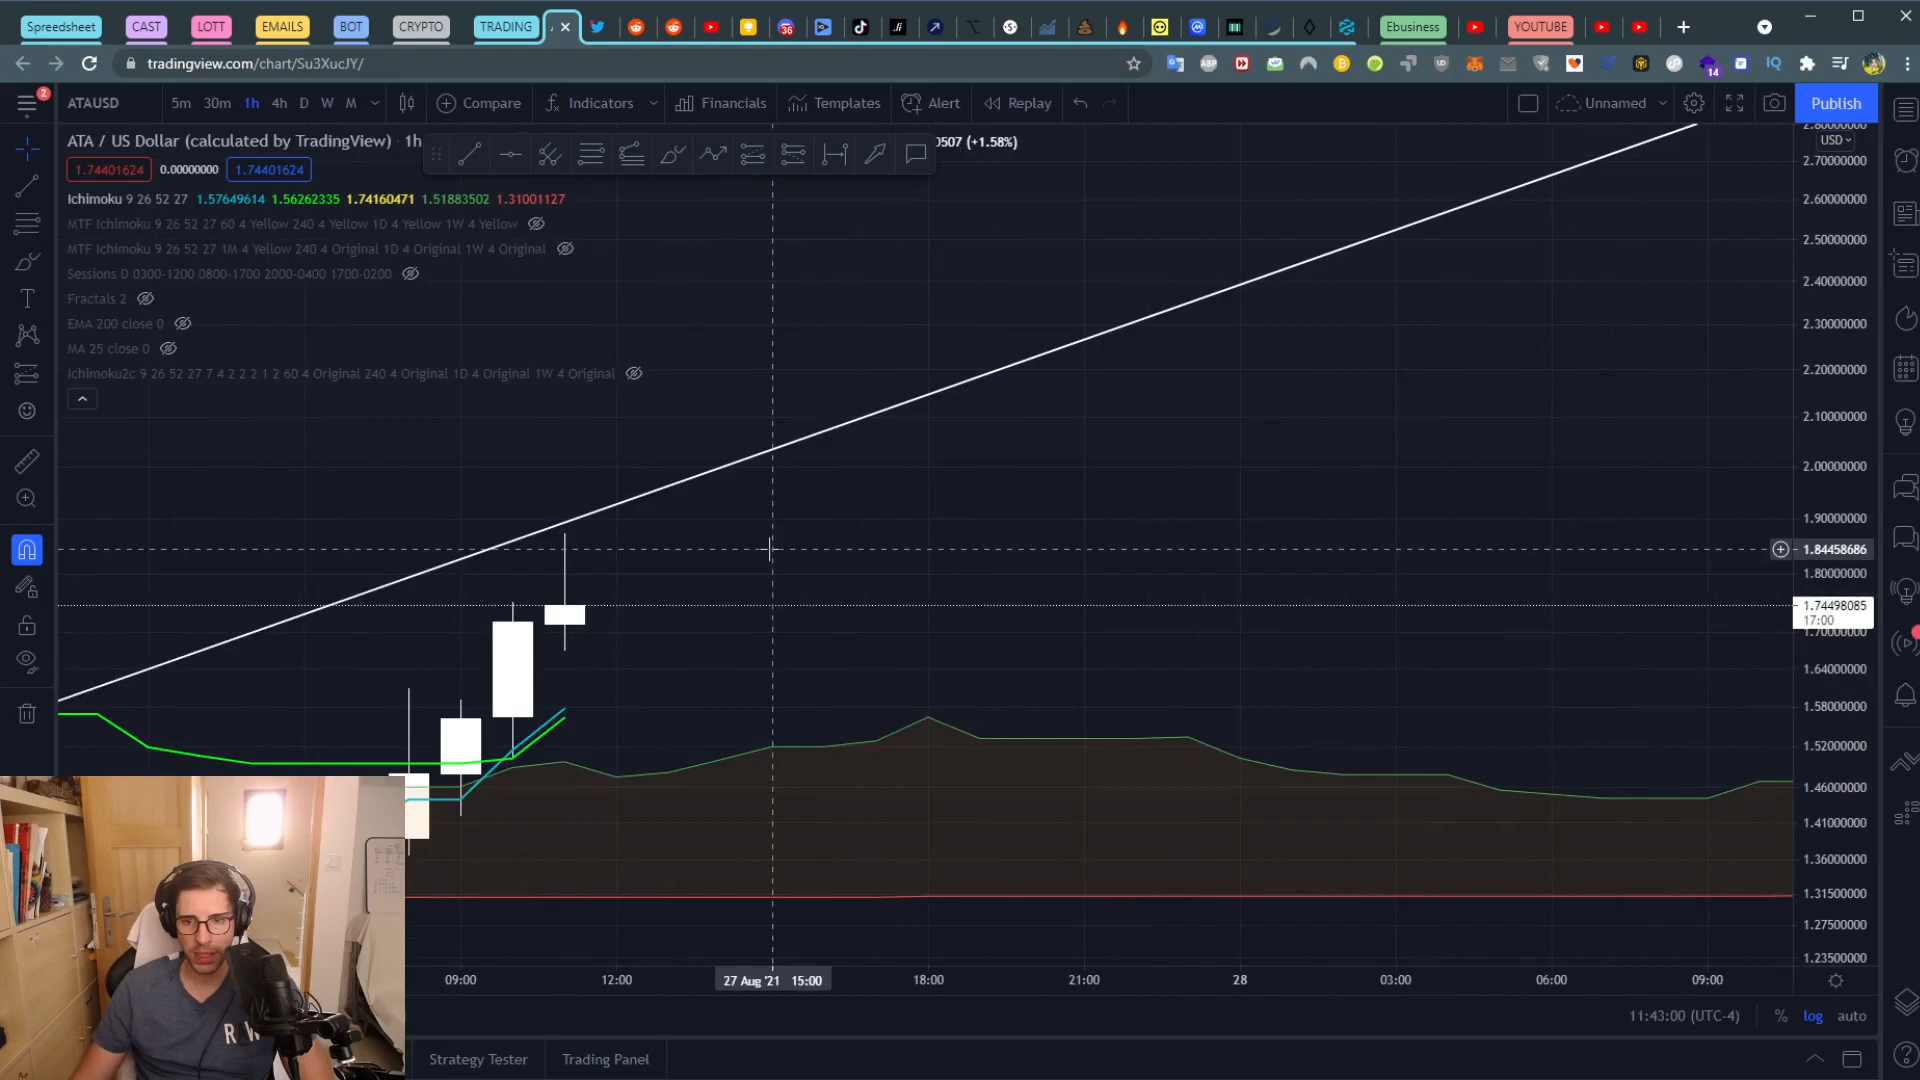 Spreedsheet CAST LOTT EMAILS BOT CRYPTO TRADING 36 Ebusiness YOUTUBE
tradingview.com/chart/Su3XucJY/ 14
2 ATAUSD 5m 30m 1h 4h D W M Compare Indicators Financials Templates Alert Replay Unnamed Publish
ATA / US Dollar (calculated by TradingView) · 1h 0507 (+1.58%)
USD
1.74401624 0.00000000 1.74401624
Ichimoku 9 26 52 27 1.57649614 1.56262335 1.74160471 1.51883502 1.31001127
MTF Ichimoku 9 26 52 27 60 4 Yellow 240 4 Yellow 1D 4 Yellow 1W 4 Yellow
MTF Ichimoku 9 26 52 27 1M 4 Yellow 240 4 Original 1D 4 Original 1W 4 Original
Sessions D 0300-1200 0800-1700 2000-0400 1700-0200
Fractals 2
EMA 200 close 0
MA 25 close 0
Ichimoku2c 9 26 52 27 7 4 2 2 2 1 2 60 4 Original 240 4 Original 1D 4 Original 1W 4 Original
2.80000000
2.70000000
2.60000000
2.50000000
2.40000000
2.30000000
2.20000000
2.10000000
2.00000000
1.90000000
1.84458686
1.80000000
1.74498085
17:00
1.70000000
1.64000000
1.58000000
1.52000000
1.46000000
1.41000000
1.36000000
1.31500000
1.27500000
1.23500000
09:00 12:00 27 Aug '21 15:00 18:00 21:00 28 03:00 06:00 09:00
11:43:00 (UTC-4) % log auto
Strategy Tester Trading Panel